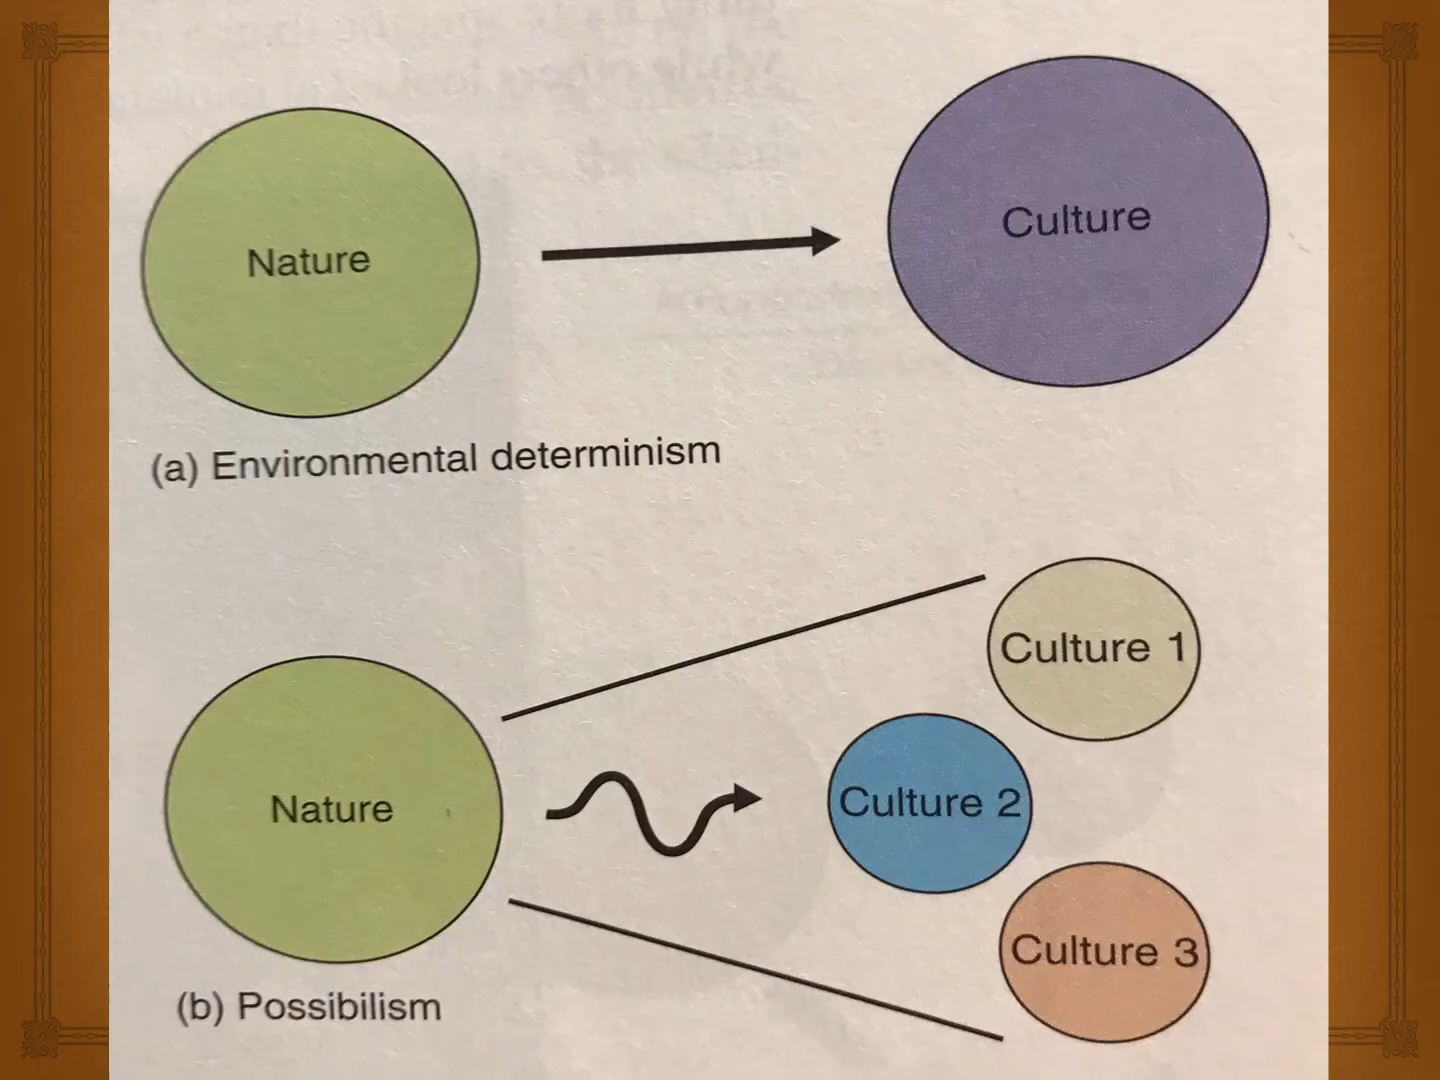 Nature
Culture
(a) Environmental determinism
Culture 1
Nature
Culture 2
Culture 3
(b) Possibilism